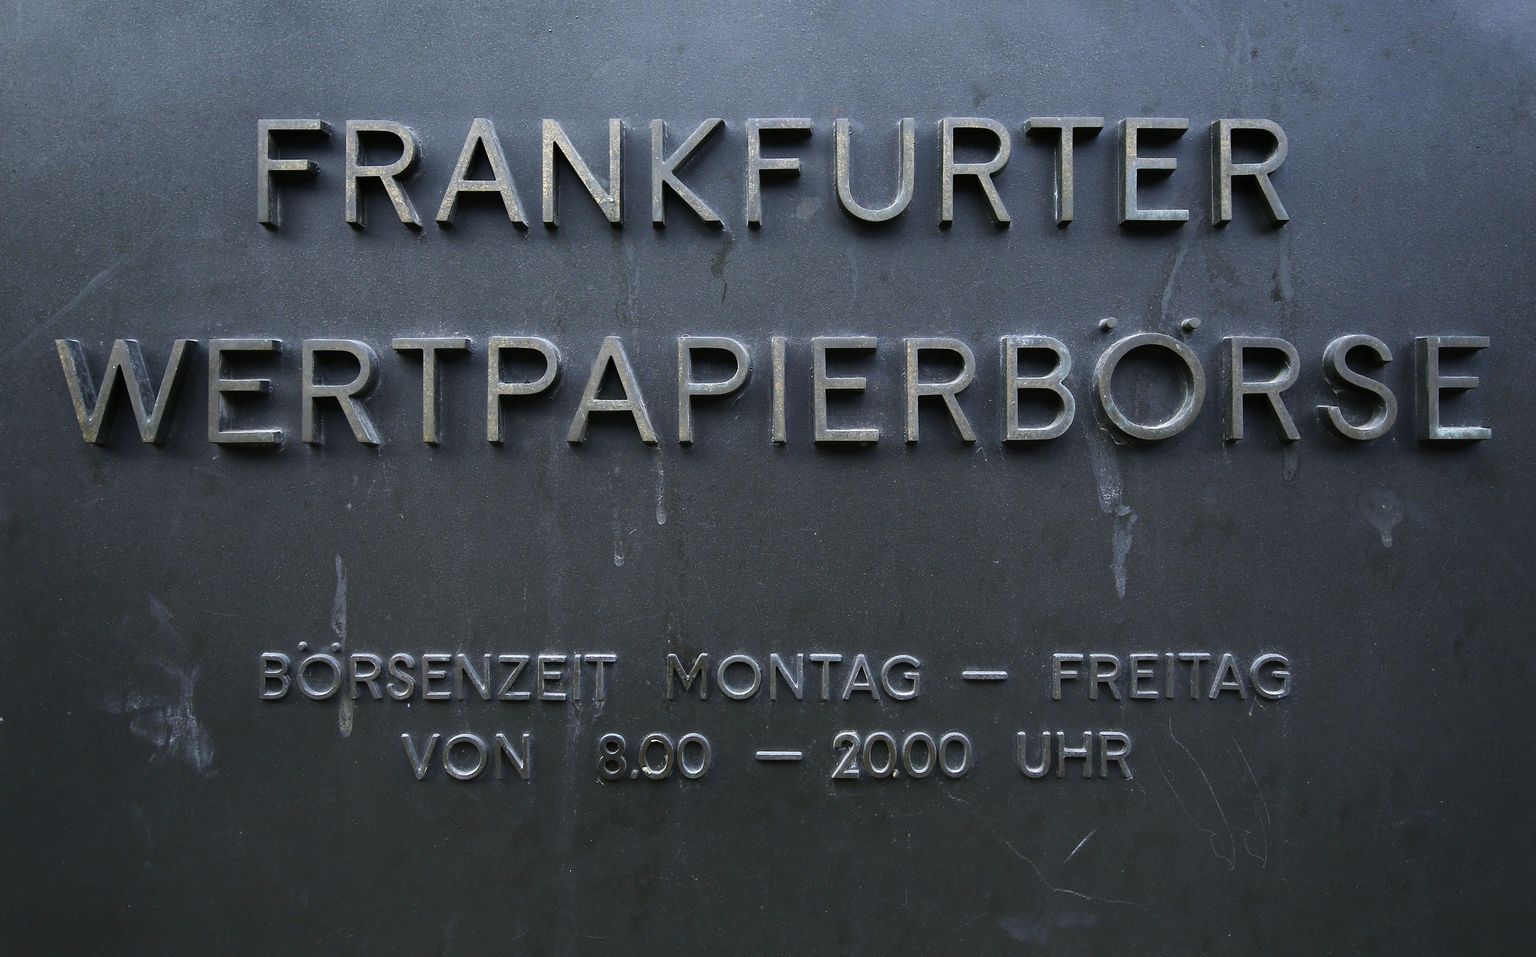 FRANKFURTER
WERTPAPIERBÖRSE
BÖRSENZEIT MONTAG – FREITAG
VON 8.00 – 20.00 UHR